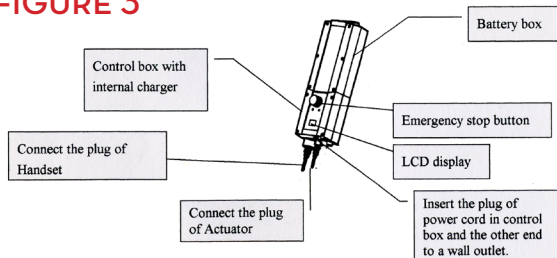 FIGURE 3
Battery box
Control box with
internal charger
Emergency stop button
Connect the plug of
Handset
LCD display
Connect the plug
of Actuator
Insert the plug of
power cord in control
box and the other end
to a wall outlet.